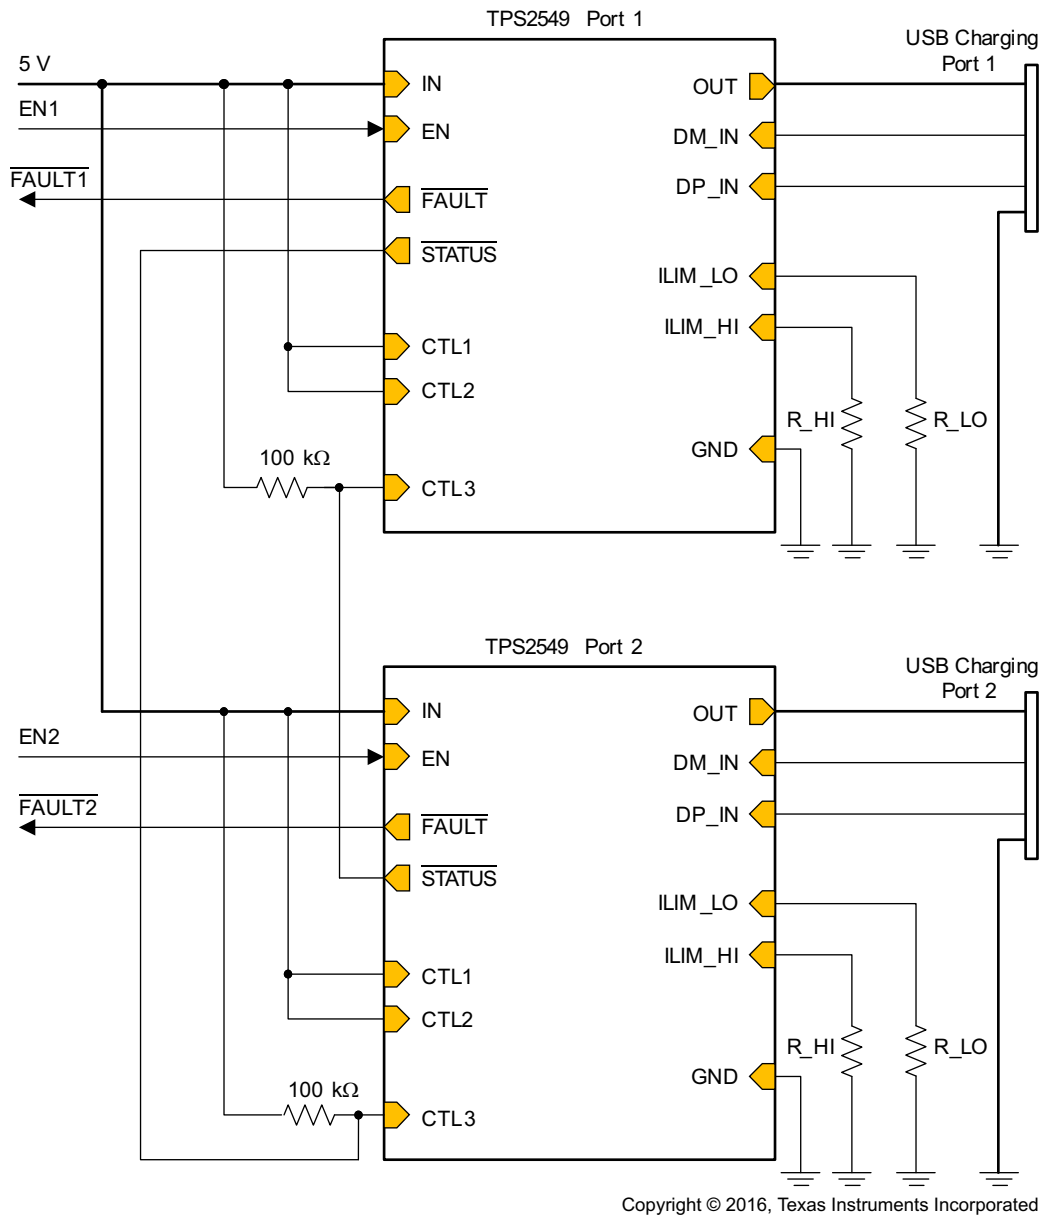 TPS2549 Port 1
USB Charging
Port 1
5 V
EN1
FAULT1
IN
EN
FAULT
STATUS
CTL1
CTL2
100 kΩ
CTL3
OUT
DM_IN
DP_IN
ILIM_LO
ILIM_HI
R_HI
R_LO
GND
TPS2549 Port 2
USB Charging
Port 2
EN2
FAULT2
IN
EN
FAULT
STATUS
CTL1
CTL2
100 kΩ
CTL3
OUT
DM_IN
DP_IN
ILIM_LO
ILIM_HI
R_HI
R_LO
GND
Copyright © 2016, Texas Instruments Incorporated